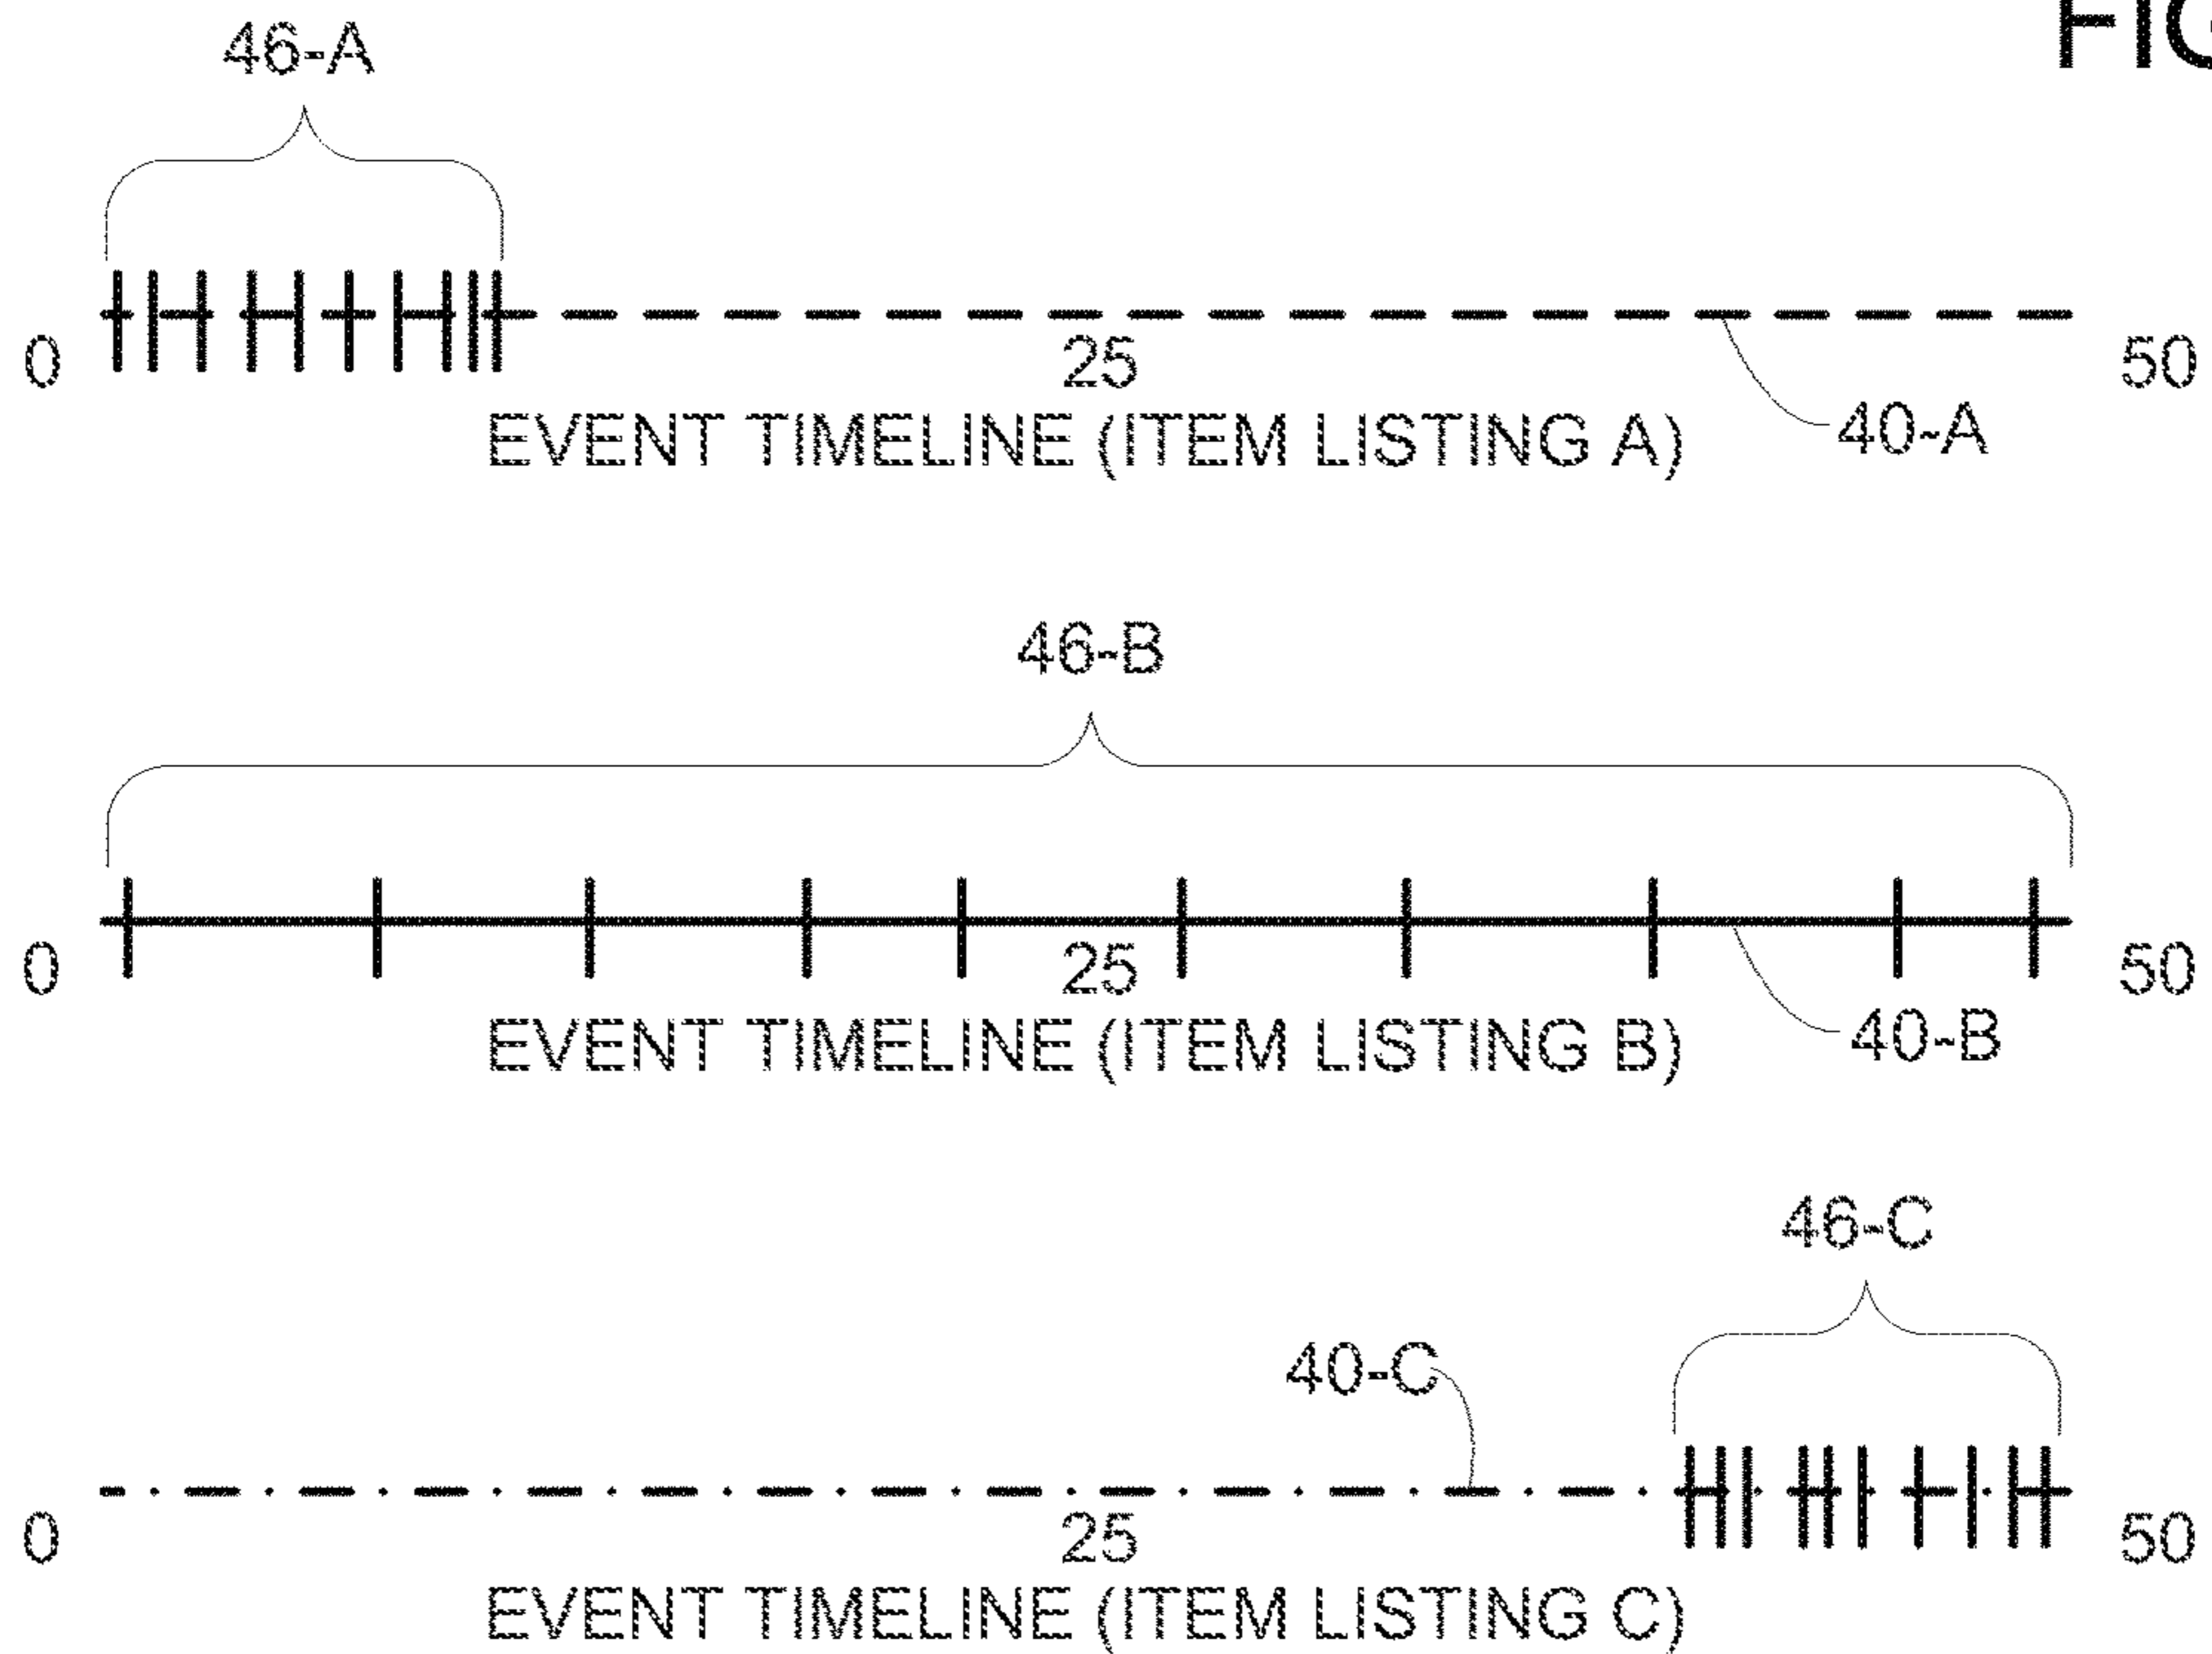 FIG
46-A
0 25 50
EVENT TIMELINE (ITEM LISTING A)
40-A
46-B
0 25 50
EVENT TIMELINE (ITEM LISTING B)
40-B
46-C
40-C
0 25 50
EVENT TIMELINE (ITEM LISTING C)